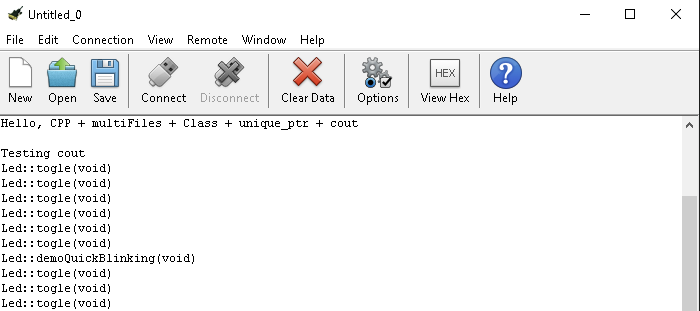 Untitled_0
File Edit Connection View Remote Window Help
HEX
New Open Save Connect Disconnect Clear Data Options View Hex Help
Hello, CPP + multiFiles + Class + unique_ptr + cout
Testing cout
Led::togle(void)
Led::togle(void)
Led::togle(void)
Led::togle(void)
Led::togle(void)
Led::togle(void)
Led::demoQuickBlinking(void)
Led::togle(void)
Led::togle(void)
Led::togle(void)